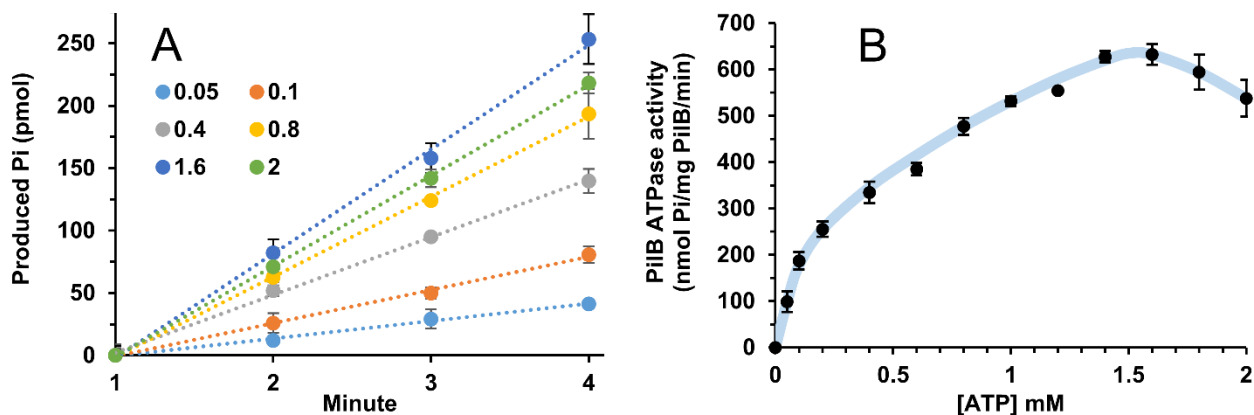 A
250
200
150
100
50
0
0.05 0.1
0.4 0.8
1.6 2
1 2 3 4
Minute
Produced Pi (pmol)
B
700
600
500
400
300
200
100
0
0 0.5 1 1.5 2
[ATP] mM
PilB ATPase activity
(nmol Pi/mg PilB/min)